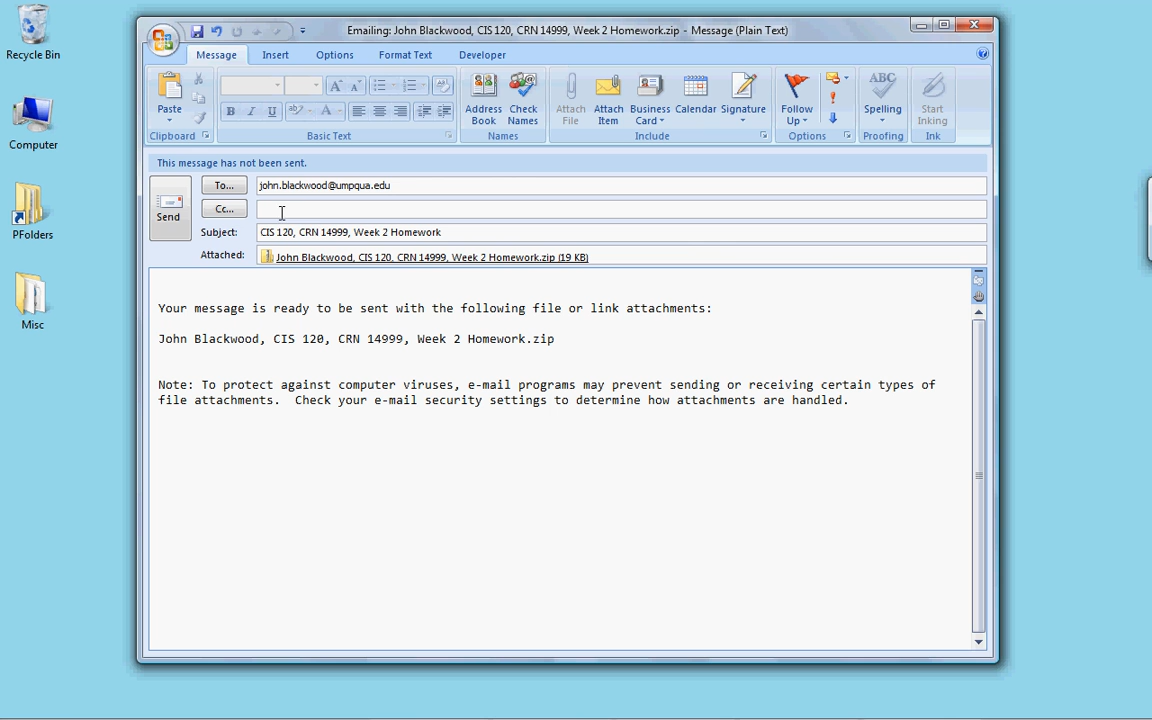 Recycle Bin
Computer
PFolders
Misc
Emailing: John Blackwood, CIS 120, CRN 14999, Week 2 Homework.zip - Message (Plain Text)
Message Insert Options Format Text Developer
Paste
Clipboard
B I U
Basic Text
Address Book
Check Names
Names
Attach File
Attach Item
Business Card
Calendar
Signature
Include
Follow Up
Options
ABC
Spelling
Proofing
Start Inking
Ink
This message has not been sent.
Send
To... john.blackwood@umpqua.edu
Cc...
Subject: CIS 120, CRN 14999, Week 2 Homework
Attached: John Blackwood, CIS 120, CRN 14999, Week 2 Homework.zip (19 KB)
Your message is ready to be sent with the following file or link attachments:
John Blackwood, CIS 120, CRN 14999, Week 2 Homework.zip
Note: To protect against computer viruses, e-mail programs may prevent sending or receiving certain types of
file attachments.  Check your e-mail security settings to determine how attachments are handled.